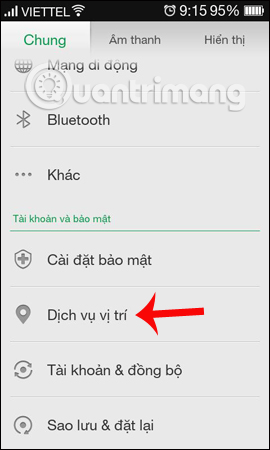 VIETTEL 9:15 95%
Chung Âm thanh Hiển thị
Mạng di động
Quantrimang
Bluetooth
Khác
Tài khoản và bảo mật
Cài đặt bảo mật
Dịch vụ vị trí
Tài khoản & đồng bộ
Sao lưu & đặt lại